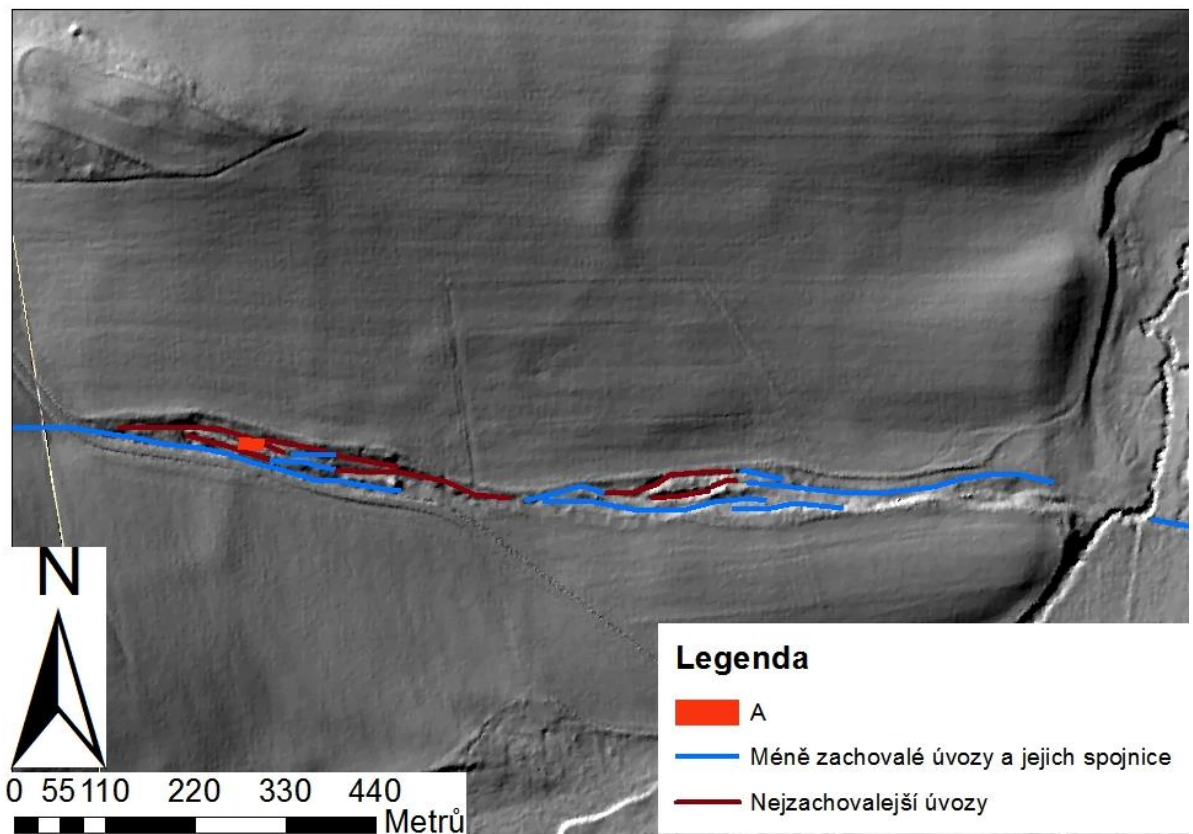 N
0 55 110 220 330 440
Metrů
Legenda
A
Méně zachovalé úvozy a jejich spojnice
Nejzachovalejší úvozy